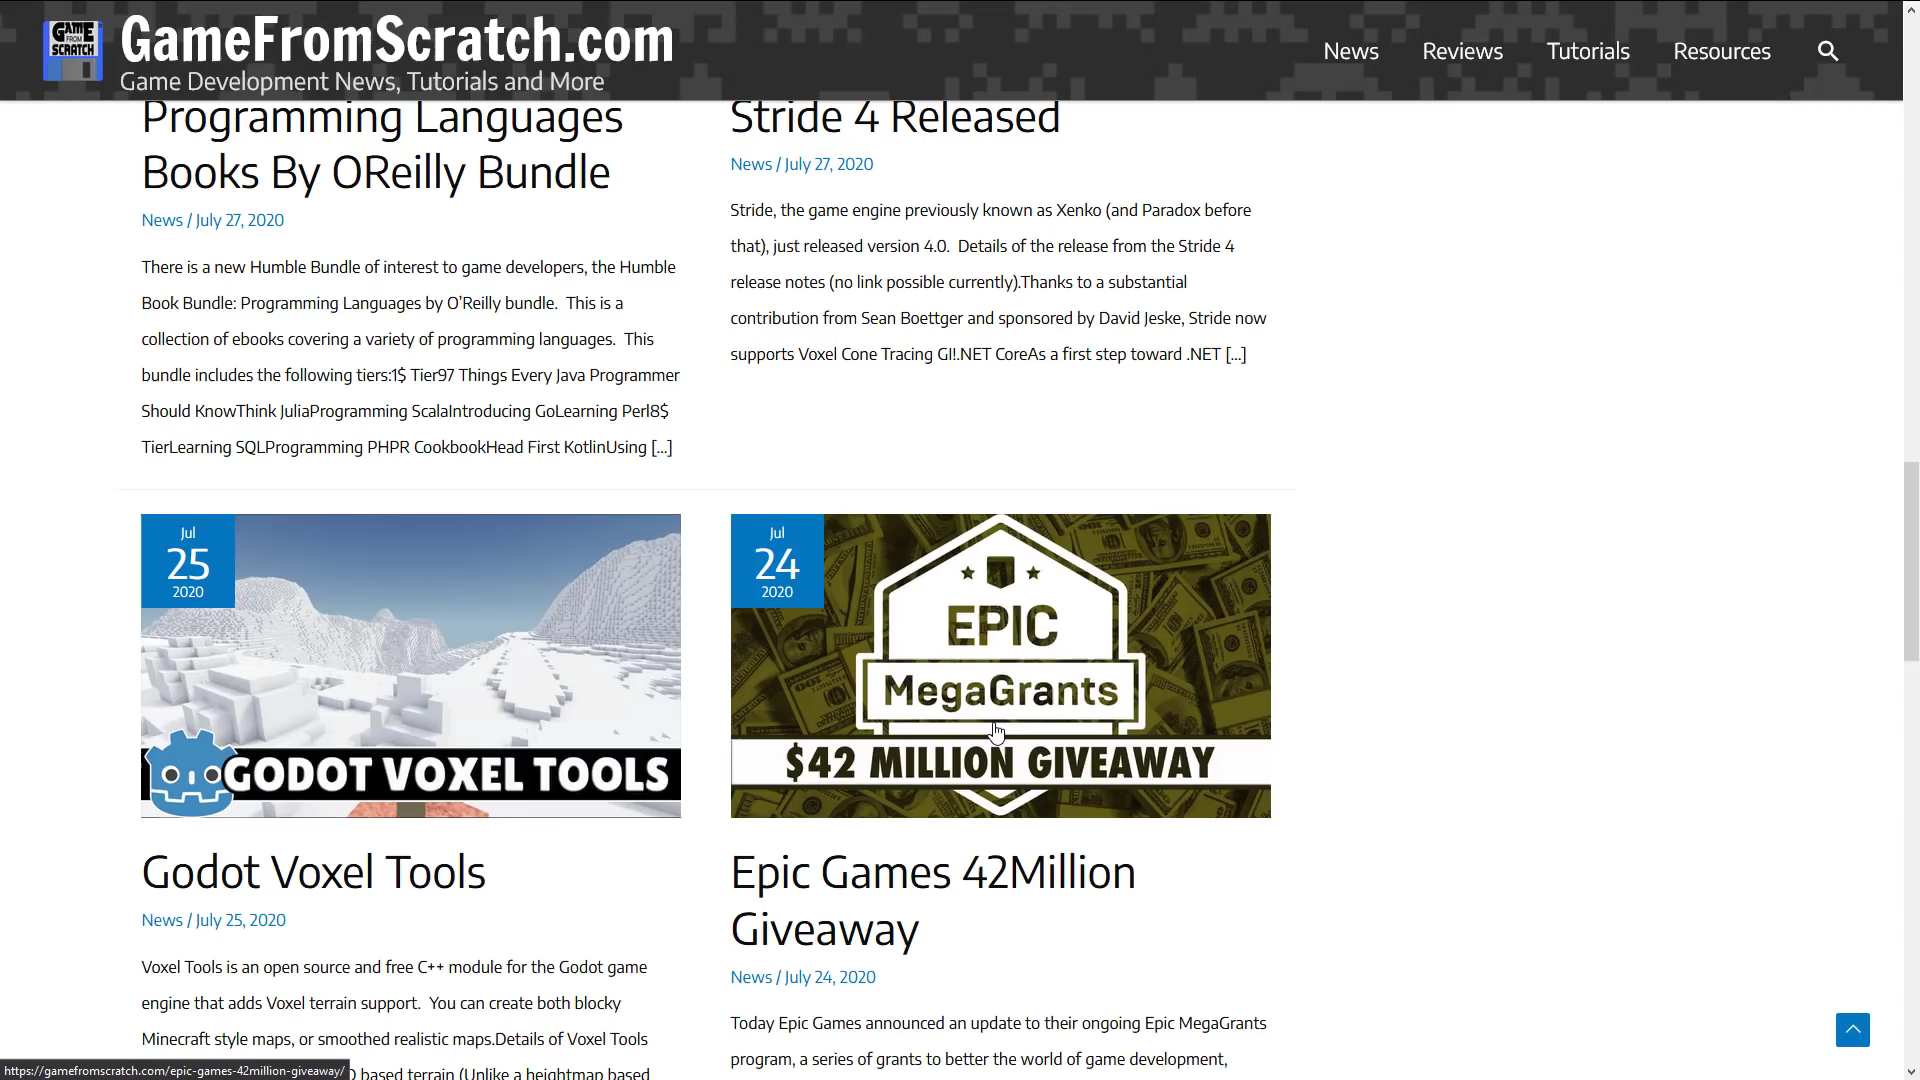 GAME
FROM
SCRATCH
GameFromScratch.com
Game Development News, Tutorials and More
News
Reviews
Tutorials
Resources
Programming Languages
Books By OReilly Bundle
News / July 27, 2020
There is a new Humble Bundle of interest to game developers, the Humble
Book Bundle: Programming Languages by O’Reilly bundle.  This is a
collection of ebooks covering a variety of programming languages.  This
bundle includes the following tiers:1$ Tier97 Things Every Java Programmer
Should KnowThink JuliaProgramming ScalaIntroducing GoLearning Perl8$
TierLearning SQLProgramming PHPR CookbookHead First KotlinUsing […]
Stride 4 Released
News / July 27, 2020
Stride, the game engine previously known as Xenko (and Paradox before
that), just released version 4.0.  Details of the release from the Stride 4
release notes (no link possible currently).Thanks to a substantial
contribution from Sean Boettger and sponsored by David Jeske, Stride now
supports Voxel Cone Tracing GI!.NET CoreAs a first step toward .NET […]
Jul
25
2020
GODOT VOXEL TOOLS
Godot Voxel Tools
News / July 25, 2020
Voxel Tools is an open source and free C++ module for the Godot game
engine that adds Voxel terrain support.  You can create both blocky
Minecraft style maps, or smoothed realistic maps.Details of Voxel Tools
D based terrain (Unlike a heightmap based
Jul
24
2020
EPIC
MegaGrants
$42 MILLION GIVEAWAY
Epic Games 42Million
Giveaway
News / July 24, 2020
Today Epic Games announced an update to their ongoing Epic MegaGrants
program, a series of grants to better the world of game development,
https://gamefromscratch.com/epic-games-42million-giveaway/